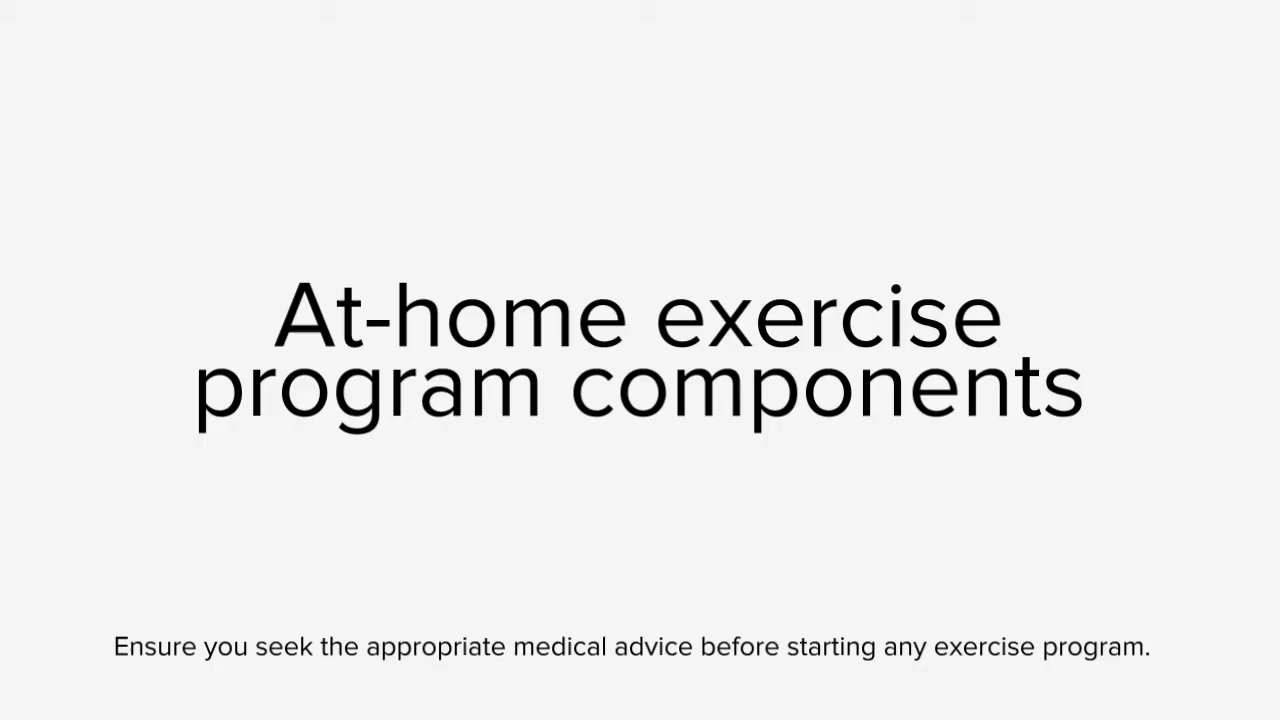 At-home exercise
program components
Ensure you seek the appropriate medical advice before starting any exercise program.